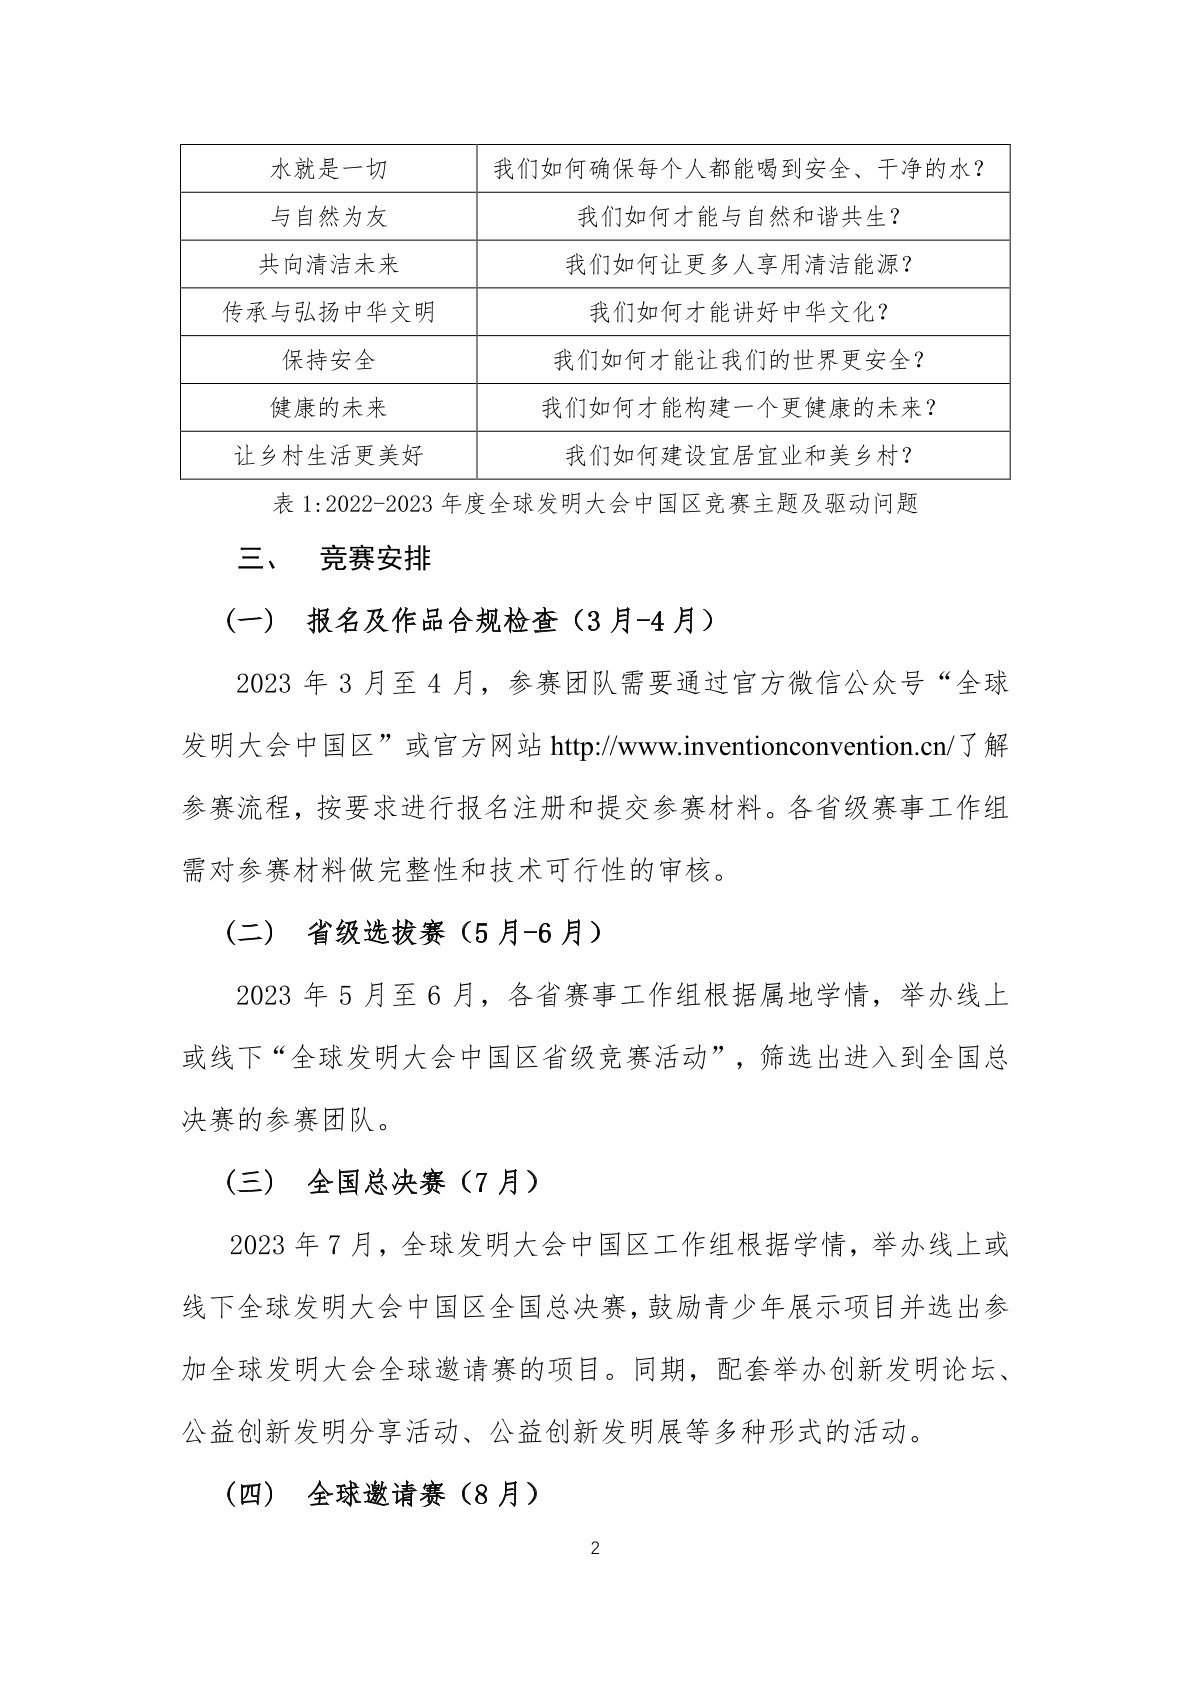 水就是一切 我们如何确保每个人都能喝到安全、干净的水？
与自然为友 我们如何才能与自然和谐共生？
共向清洁未来 我们如何让更多人享用清洁能源？
传承与弘扬中华文明 我们如何才能讲好中华文化？
保持安全 我们如何才能让我们的世界更安全？
健康的未来 我们如何才能构建一个更健康的未来？
让乡村生活更美好 我们如何建设宜居宜业和美乡村？
表 1:2022-2023 年度全球发明大会中国区竞赛主题及驱动问题
三、 竞赛安排
(一) 报名及作品合规检查（3 月-4 月）
2023 年 3 月至 4 月，参赛团队需要通过官方微信公众号“全球
发明大会中国区”或官方网站 http://www.inventionconvention.cn/了解
参赛流程，按要求进行报名注册和提交参赛材料。各省级赛事工作组
需对参赛材料做完整性和技术可行性的审核。
(二) 省级选拔赛（5 月-6 月）
2023 年 5 月至 6 月，各省赛事工作组根据属地学情，举办线上
或线下“全球发明大会中国区省级竞赛活动”，筛选出进入到全国总
决赛的参赛团队。
(三) 全国总决赛（7 月）
2023 年 7 月，全球发明大会中国区工作组根据学情，举办线上或
线下全球发明大会中国区全国总决赛，鼓励青少年展示项目并选出参
加全球发明大会全球邀请赛的项目。同期，配套举办创新发明论坛、
公益创新发明分享活动、公益创新发明展等多种形式的活动。
(四) 全球邀请赛（8 月）
2